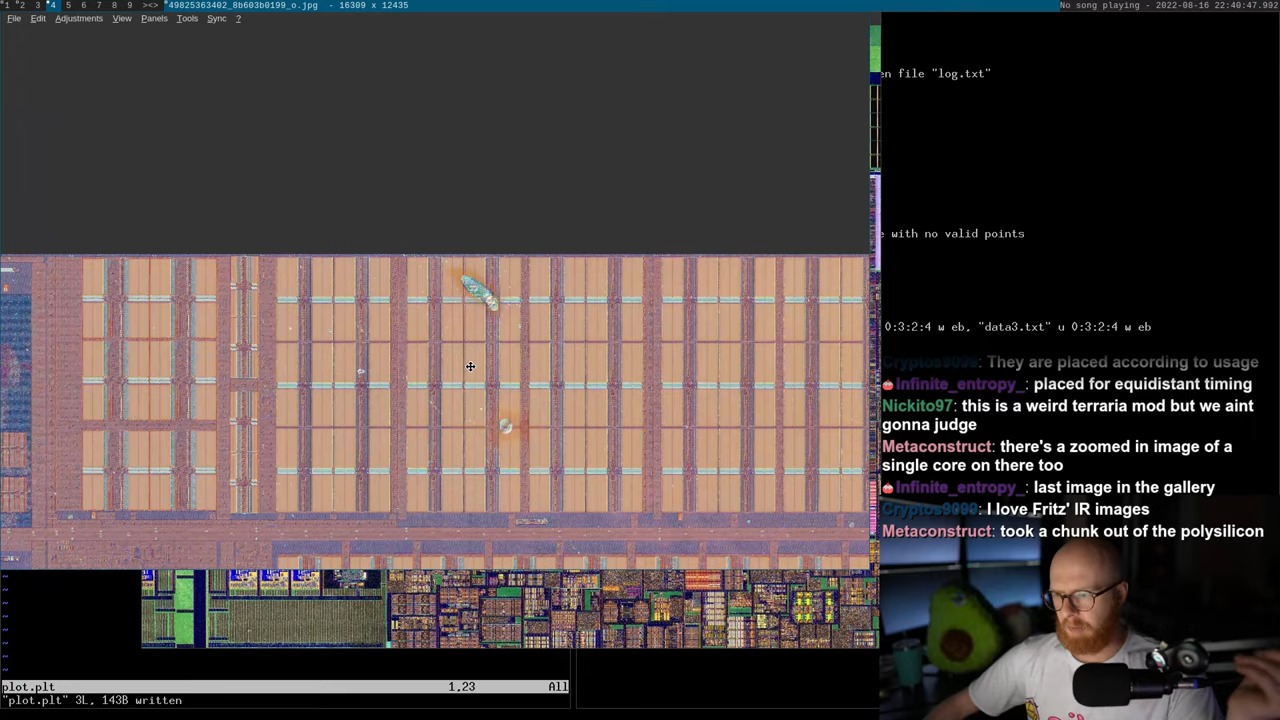 1 2 3 4 5 6 7 8 9 ><> 49825363402_8b603b0199_o.jpg - 16309 x 12435
No song playing - 2022-08-16 22:40:47.992
File Edit Adjustments View Panels Tools Sync ?
en file "log.txt"
e with no valid points
0:3:2:4 w eb, "data3.txt" u 0:3:2:4 w eb
Cryptos9099: They are placed according to usage
Infinite_entropy_: placed for equidistant timing
Nickito97: this is a weird terraria mod but we aint
gonna judge
Metaconstruct: there's a zoomed in image of a
single core on there too
Infinite_entropy_: last image in the gallery
Cryptos9099: I love Fritz' IR images
Metaconstruct: took a chunk out of the polysilicon
~
~
~
~
~
~
~
~
plot.plt 1,23 All
"plot.plt" 3L, 143B written